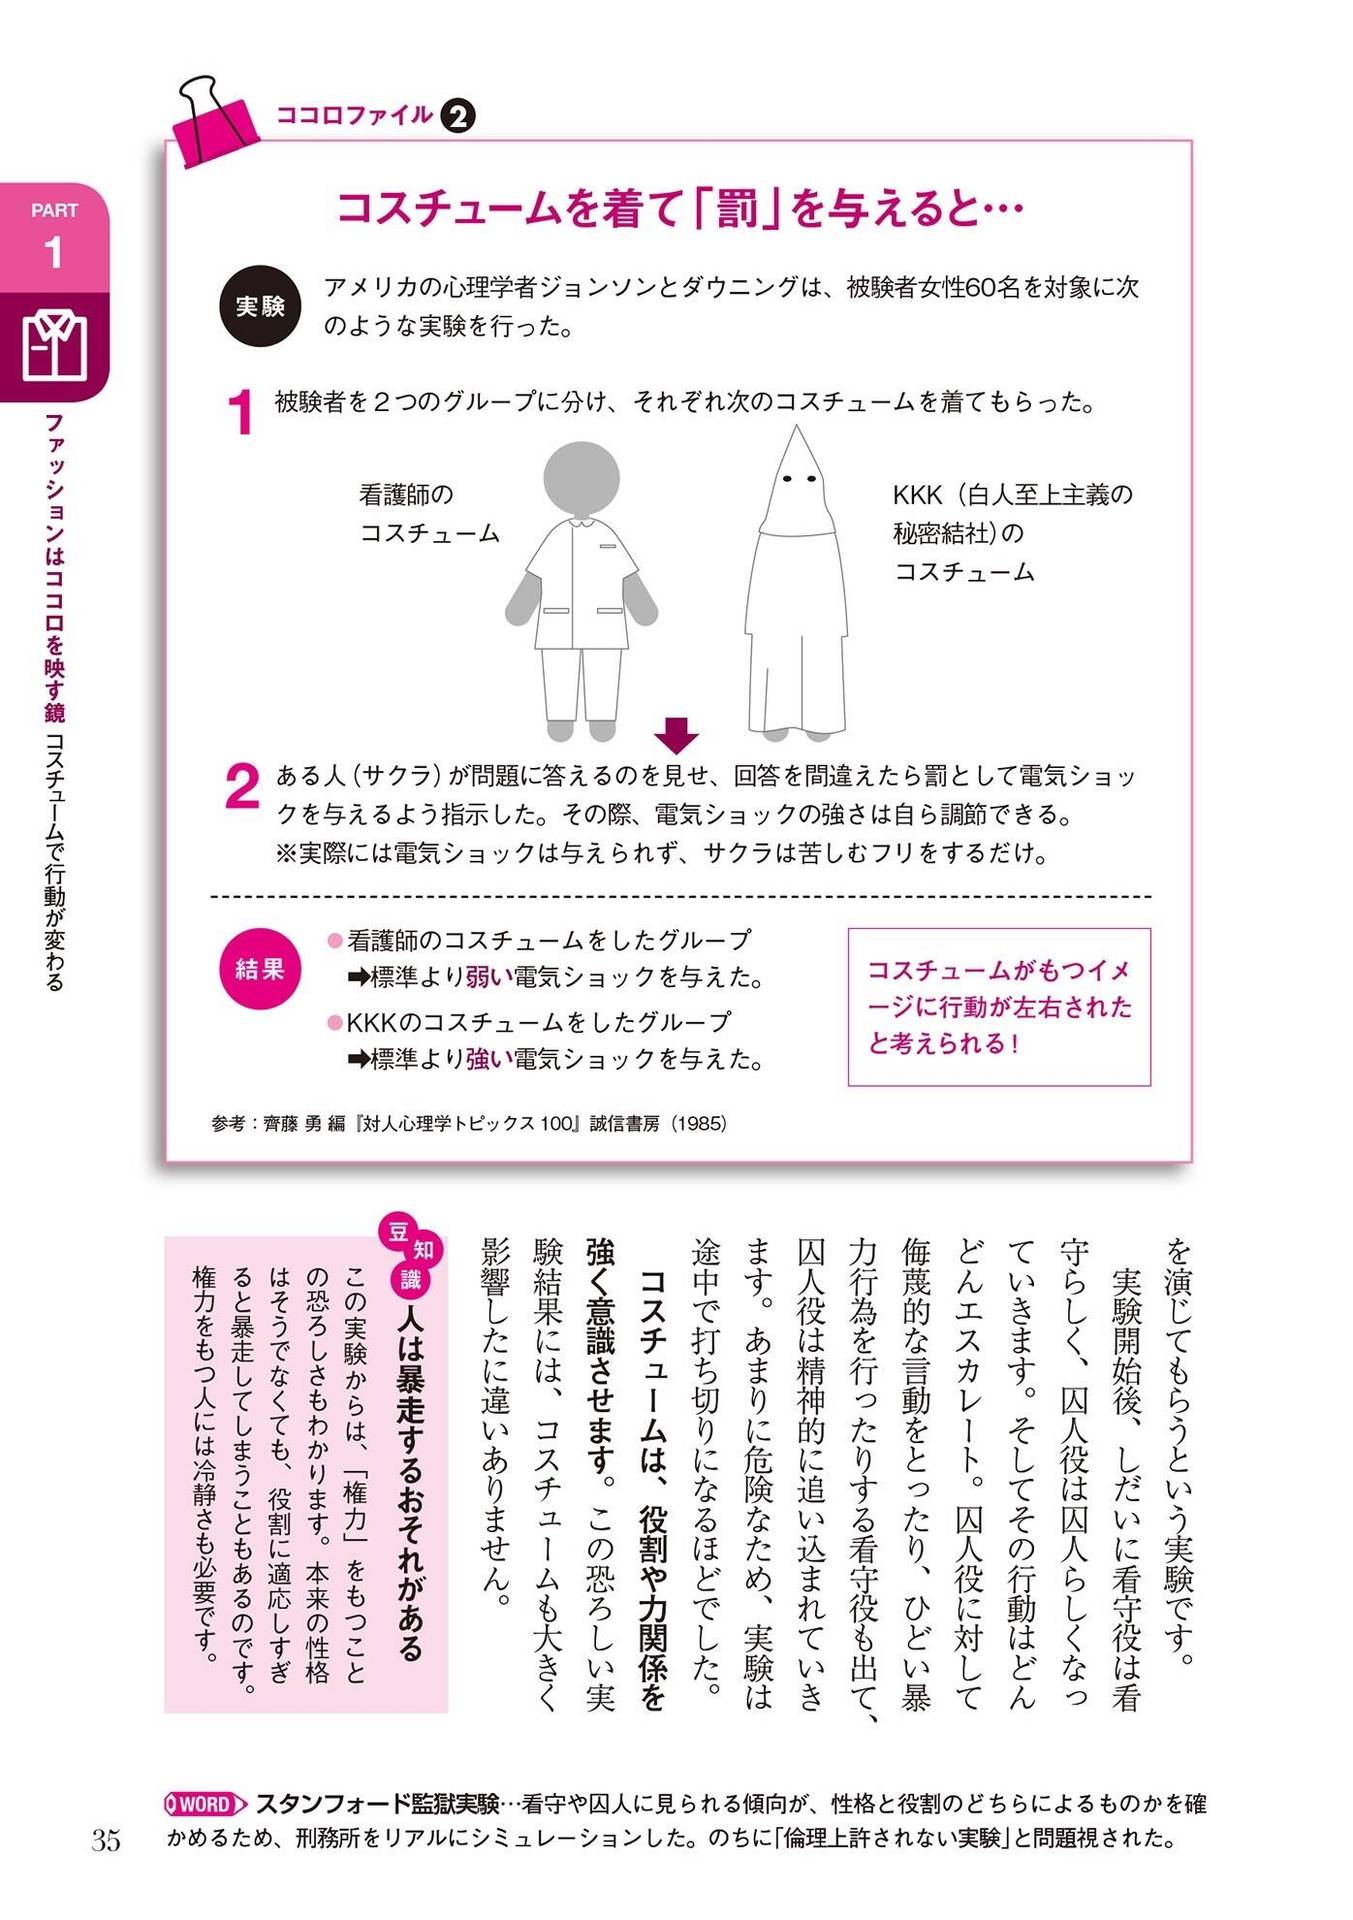 ココロファイル 2
コスチュームを着て「罰」を与えると…
PART
1
ファッションはココロを映す鏡 コスチュームで行動が変わる
実験
アメリカの心理学者ジョンソンとダウニングは、被験者女性60名を対象に次
のような実験を行った。
1 被験者を2つのグループに分け、それぞれ次のコスチュームを着てもらった。
看護師の
コスチューム
KKK（白人至上主義の
秘密結社）の
コスチューム
2 ある人（サクラ）が問題に答えるのを見せ、回答を間違えたら罰として電気ショッ
クを与えるよう指示した。その際、電気ショックの強さは自ら調節できる。
※実際には電気ショックは与えられず、サクラは苦しむフリをするだけ。
結果
●看護師のコスチュームをしたグループ
➡標準より弱い電気ショックを与えた。
●KKKのコスチュームをしたグループ
➡標準より強い電気ショックを与えた。
コスチュームがもつイメ
ージに行動が左右された
と考えられる！
参考：齊藤 勇 編『対人心理学トピックス100』誠信書房（1985）
を演じてもらうという実験です。
実験開始後、しだいに看守役は看
守らしく、囚人役は囚人らしくなっ
ていきます。そしてその行動はどん
どんエスカレート。囚人役に対して
侮蔑的な言動をとったり、ひどい暴
力行為を行ったりする看守役も出て、
囚人役は精神的に追い込まれていき
ます。あまりに危険なため、実験は
途中で打ち切りになるほどでした。
コスチュームは、役割や力関係を
強く意識させます。この恐ろしい実
験結果には、コスチュームも大きく
影響したに違いありません。
豆知識
人は暴走するおそれがある
この実験からは、「権力」をもつこと
の恐ろしさもわかります。本来の性格
はそうでなくても、役割に適応しすぎ
ると暴走してしまうこともあるのです。
権力をもつ人には冷静さも必要です。
WORD スタンフォード監獄実験…看守や囚人に見られる傾向が、性格と役割のどちらによるものかを確
かめるため、刑務所をリアルにシミュレーションした。のちに「倫理上許されない実験」と問題視された。
35